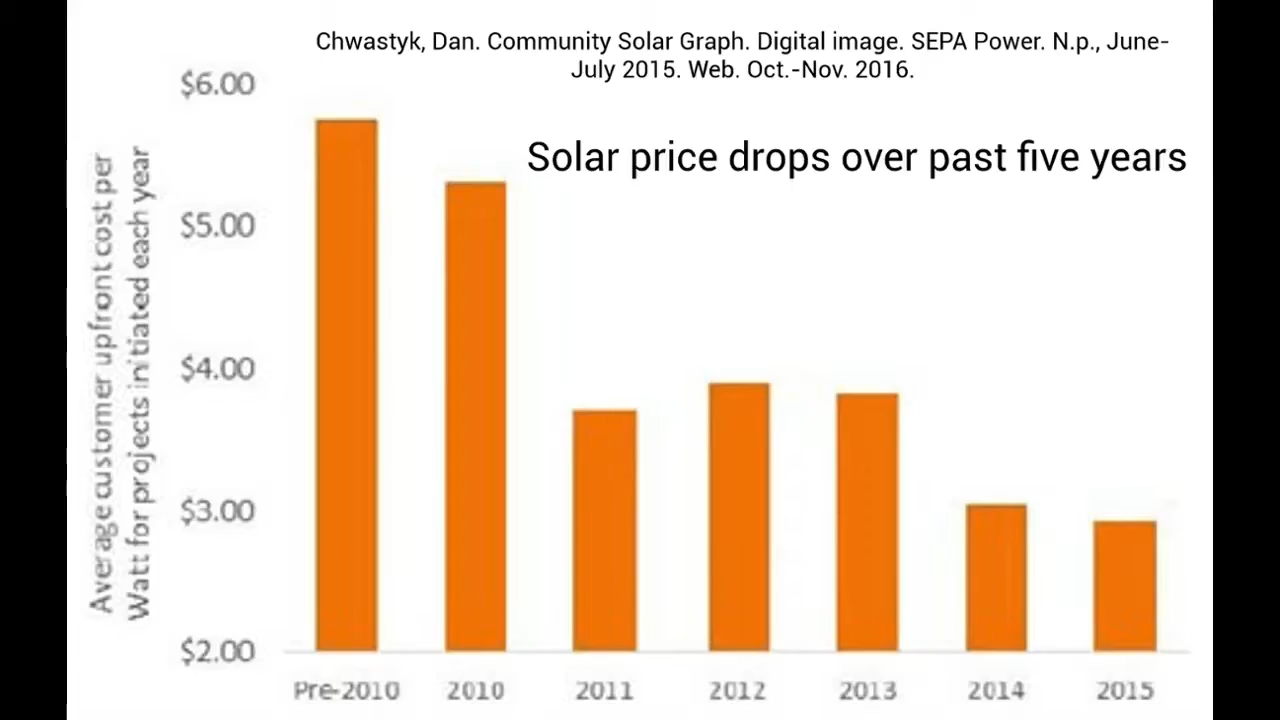 Chwastyk, Dan. Community Solar Graph. Digital image. SEPA Power. N.p., June-
July 2015. Web. Oct.-Nov. 2016.
Solar price drops over past five years
Average customer upfront cost per
Watt for projects initiated each year
$6.00
$5.00
$4.00
$3.00
$2.00
Pre-2010 2010 2011 2012 2013 2014 2015